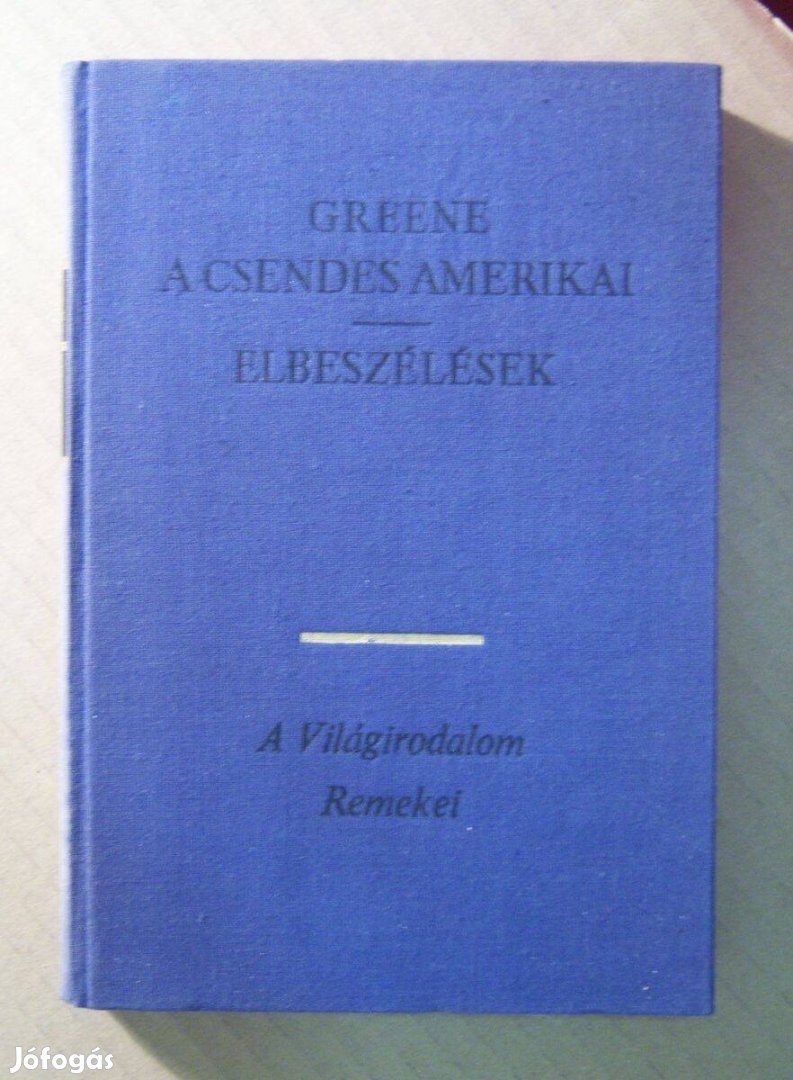 GREENE
A CSENDES AMERIKAI
ELBESZÉLÉSEK
A Világirodalom
Remekei
Jófogás